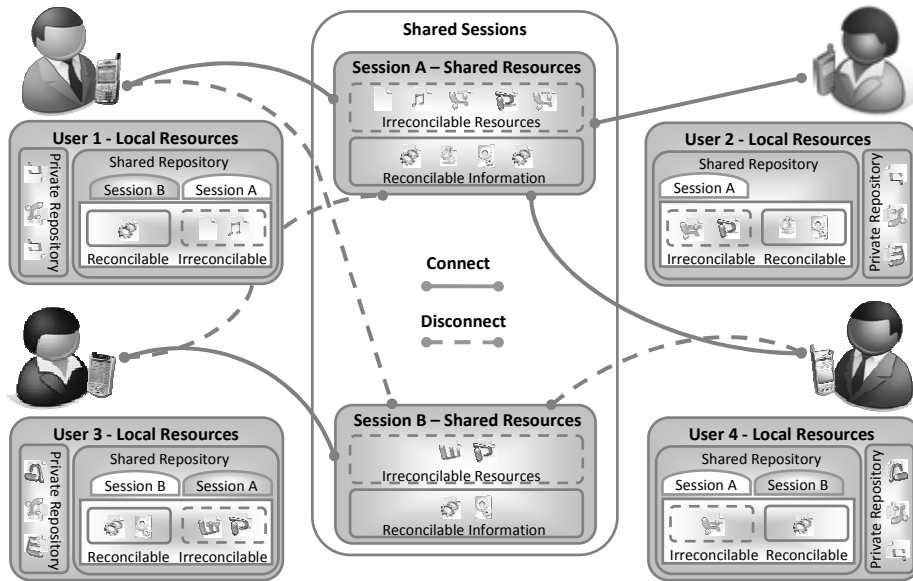 Shared Sessions
Session A – Shared Resources
Irreconcilable Resources
Reconcilable Information
User 1 - Local Resources
Private Repository
Shared Repository
Session B
Session A
Reconcilable
Irreconcilable
User 2 - Local Resources
Shared Repository
Session A
Irreconcilable
Reconcilable
Private Repository
Connect
Disconnect
User 3 - Local Resources
Private Repository
Shared Repository
Session B
Session A
Reconcilable
Irreconcilable
Session B – Shared Resources
Irreconcilable Resources
Reconcilable Information
User 4 - Local Resources
Shared Repository
Session A
Session B
Irreconcilable
Reconcilable
Private Repository